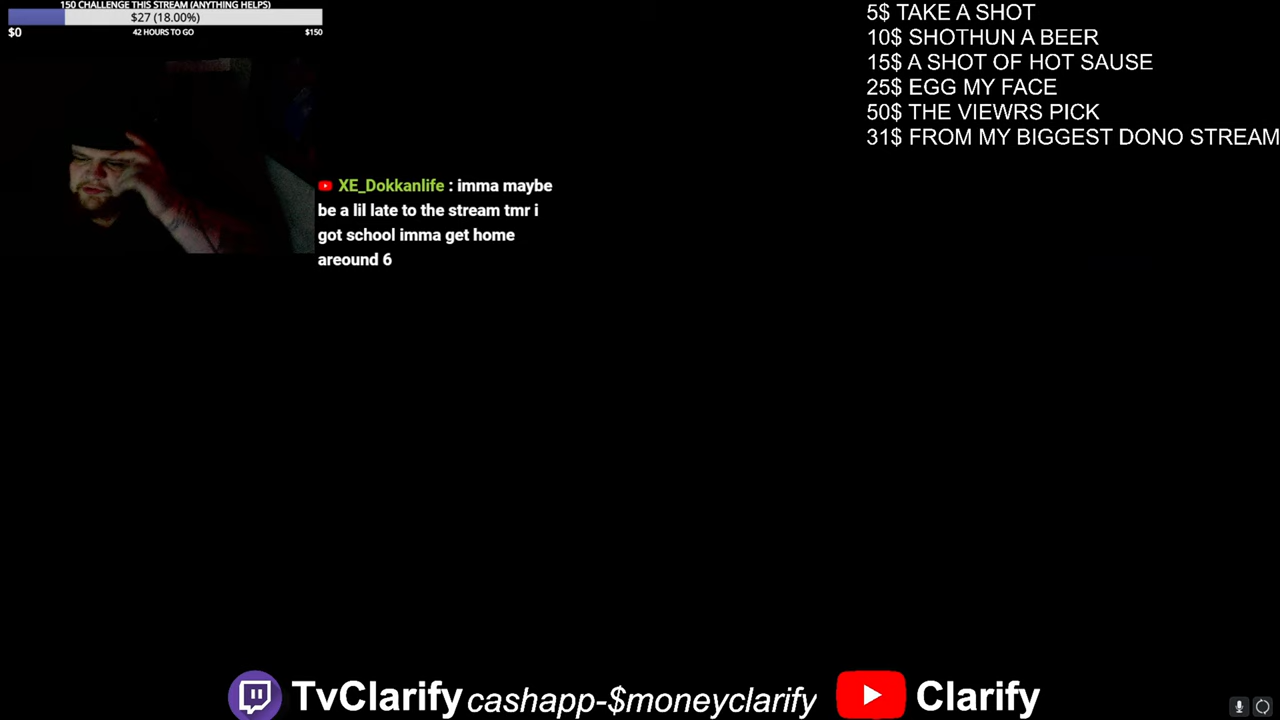 150 CHALLENGE THIS STREAM (ANYTHING HELPS)
$27 (18.00%)
$0
42 HOURS TO GO
$150
5$ TAKE A SHOT
10$ SHOTHUN A BEER
15$ A SHOT OF HOT SAUSE
25$ EGG MY FACE
50$ THE VIEWRS PICK
31$ FROM MY BIGGEST DONO STREAM
XE_Dokkanlife : imma maybe
be a lil late to the stream tmr i
got school imma get home
areound 6
TvClarify
cashapp-$moneyclarify
Clarify